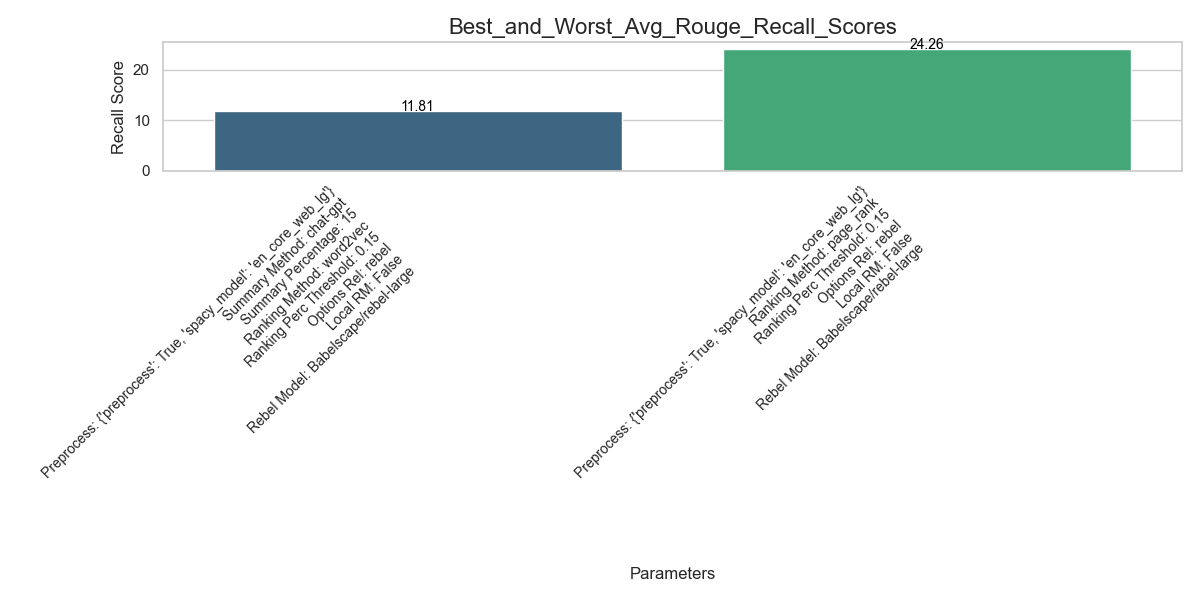 Best_and_Worst_Avg_Rouge_Recall_Scores
Recall Score
20
10
0
11.81
24.26
Preprocess: {'preprocess': True, 'spacy_model': 'en_core_web_lg'}
Summary Method: chat-gpt
Summary Percentage: 15
Ranking Method: word2vec
Ranking Perc Threshold: 0.15
Options Rel: rebel
Local RM: False
Rebel Model: Babelscape/rebel-large
Preprocess: {'preprocess': True, 'spacy_model': 'en_core_web_lg'}
Ranking Method: page_rank
Ranking Perc Threshold: 0.15
Options Rel: rebel
Local RM: False
Rebel Model: Babelscape/rebel-large
Parameters